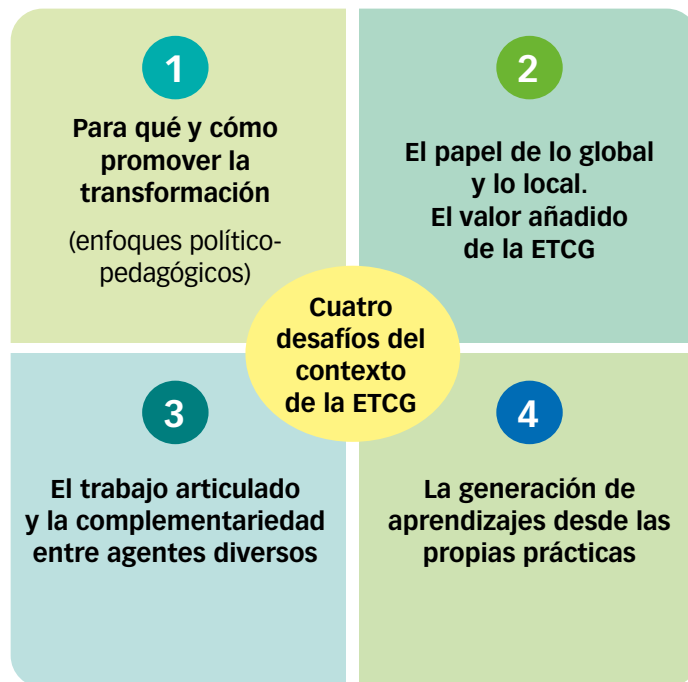 1
Para qué y cómo
promover la
transformación
(enfoques político-
pedagógicos)
2
El papel de lo global
y lo local.
El valor añadido
de la ETCG
Cuatro
desafíos del
contexto
de la ETCG
3
El trabajo articulado
y la complementariedad
entre agentes diversos
4
La generación de
aprendizajes desde las
propias prácticas